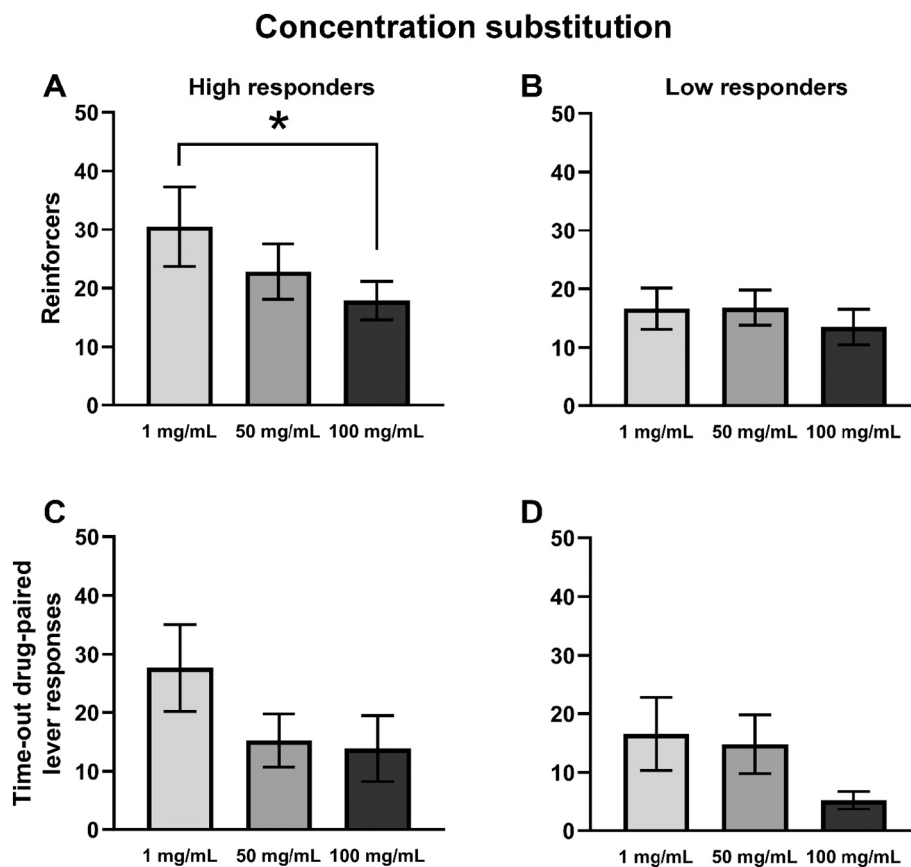 Concentration substitution
A
High responders
B
Low responders
50
40
30
20
10
0
Reinforcers
*
1 mg/mL 50 mg/mL 100 mg/mL
50
40
30
20
10
0
1 mg/mL 50 mg/mL 100 mg/mL
C
D
50
40
30
20
10
0
Time-out drug-paired
lever responses
1 mg/mL 50 mg/mL 100 mg/mL
50
40
30
20
10
0
1 mg/mL 50 mg/mL 100 mg/mL